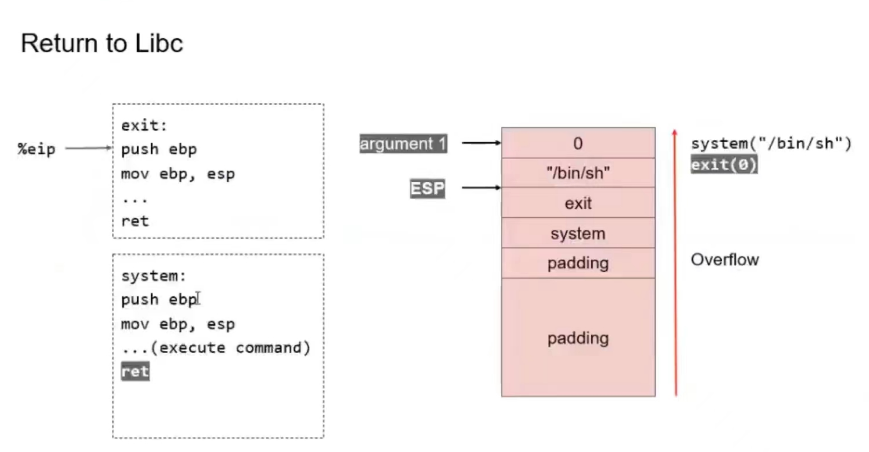 Return to Libc
%eip
exit:
push ebp
mov ebp, esp
...
ret
system:
push ebp
mov ebp, esp
...(execute command)
ret
argument 1
ESP
0
"/bin/sh"
exit
system
padding
padding
system("/bin/sh")
exit(0)
Overflow